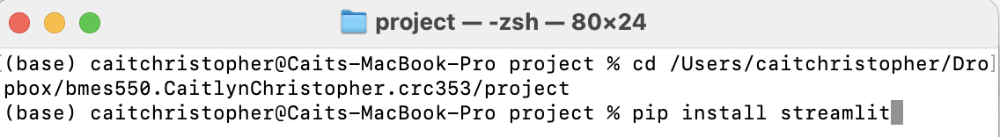 project — -zsh — 80×24
(base) caitchristopher@Caits-MacBook-Pro project % cd /Users/caitchristopher/Dro
pbox/bmes550.CaitlynChristopher.crc353/project
(base) caitchristopher@Caits-MacBook-Pro project % pip install streamlit